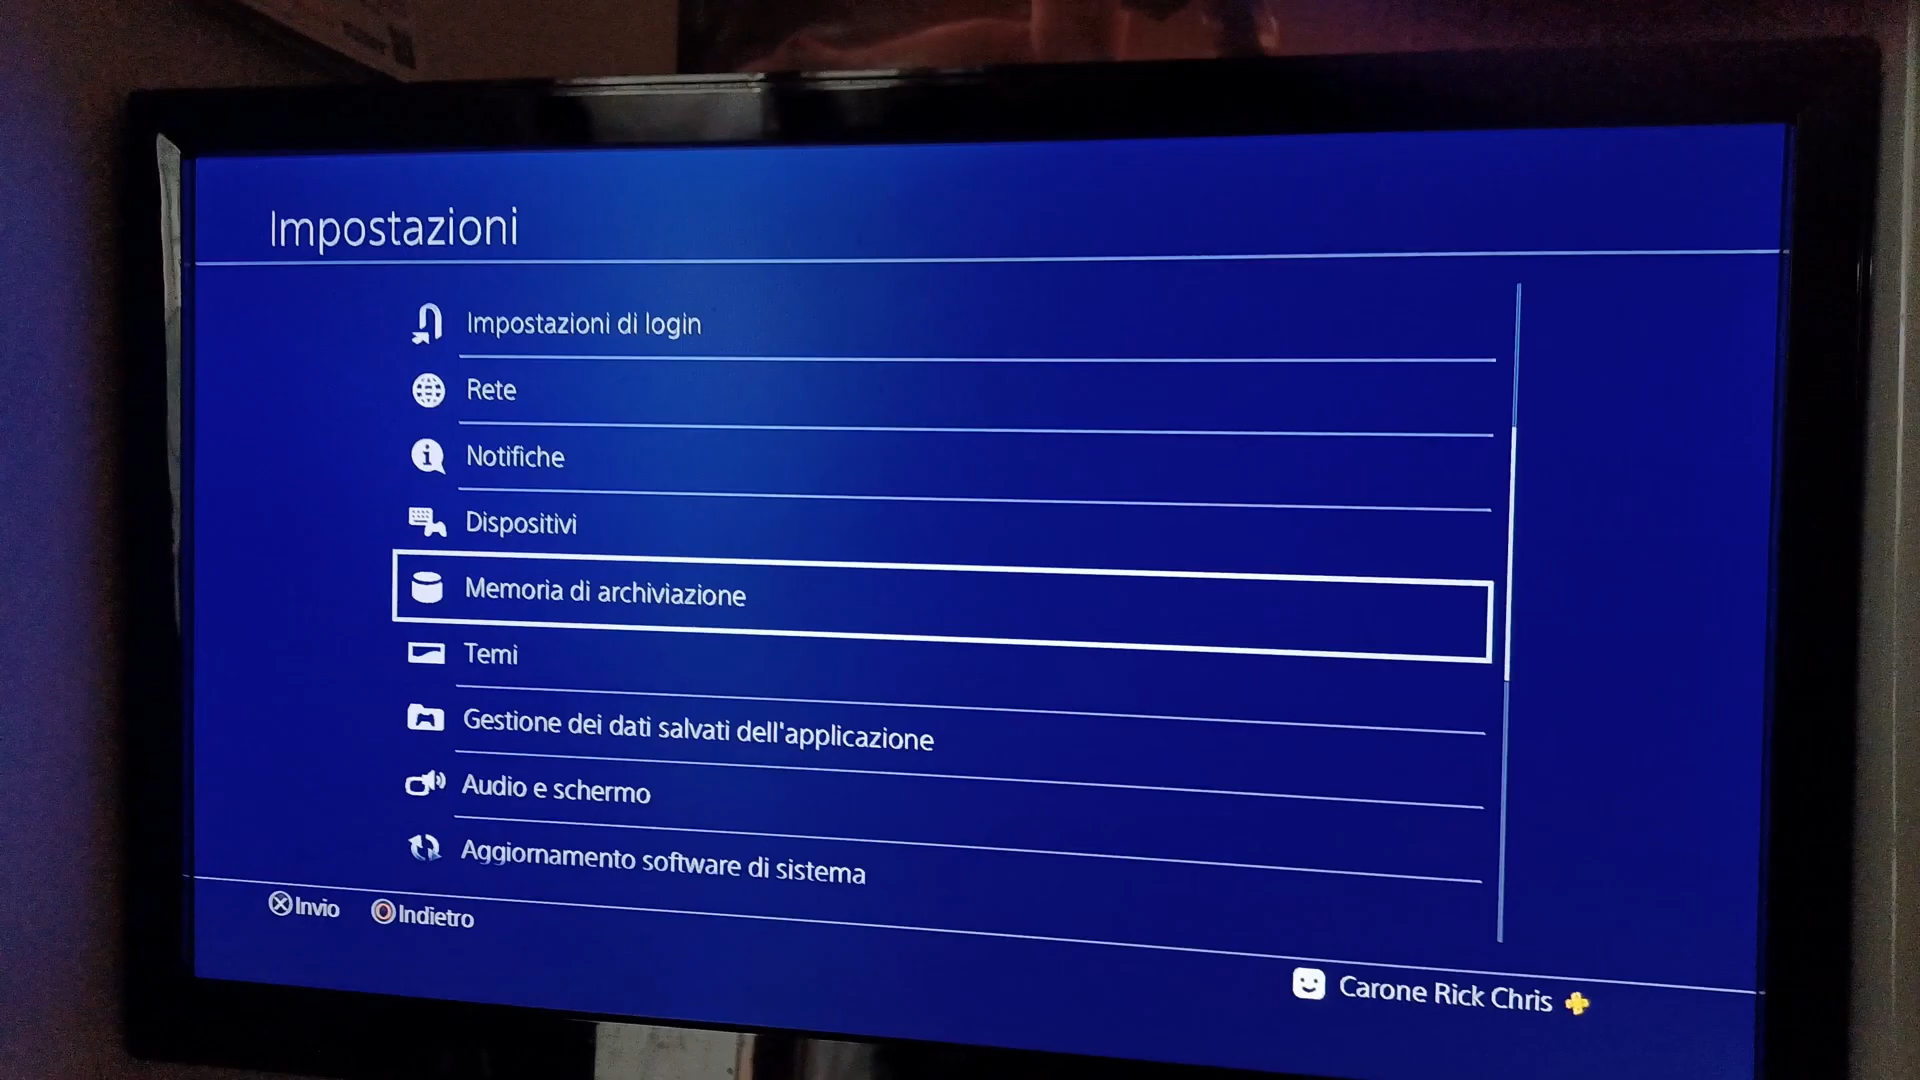 Impostazioni
Impostazioni di login
Rete
Notifiche
Dispositivi
Memoria di archiviazione
Temi
Gestione dei dati salvati dell'applicazione
Audio e schermo
Aggiornamento software di sistema
Invio Indietro
Carone Rick Chris